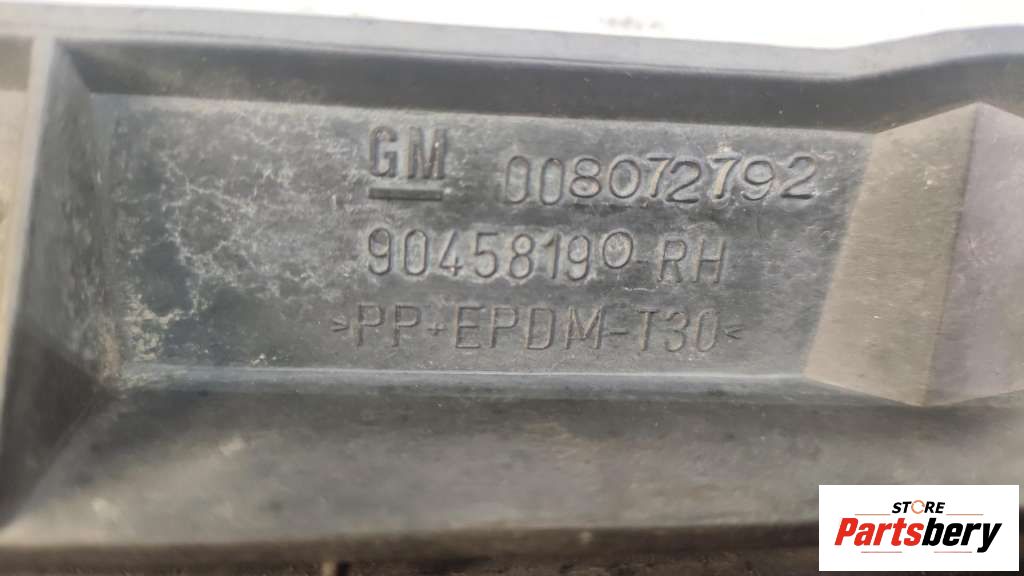 GM 008072792
90458190-RH
>PP+EPDM-T30<
STORE
Partsbery